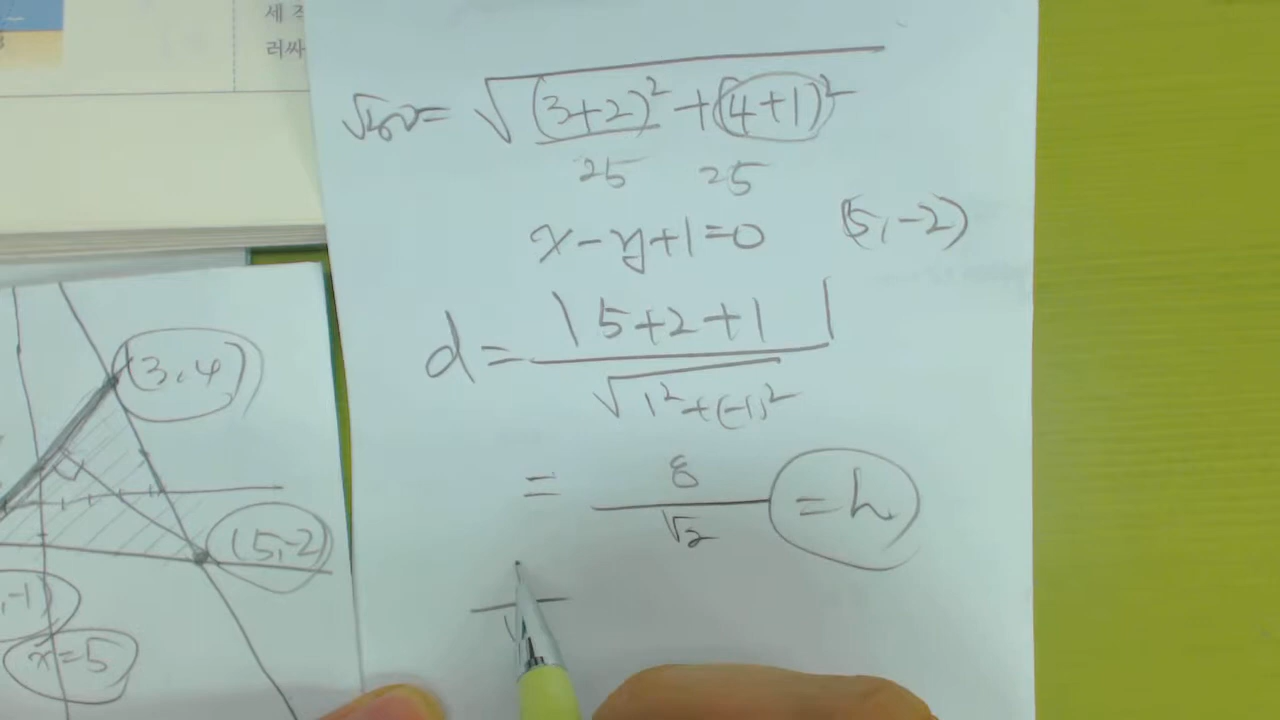 세
러싸
√50 = √(3+2)² + (4+1)²
25 25
x-y+1=0 (5,-2)
d = |5+2+1| / √1²+(-1)²
= 8/√2 = h
(3,4)
(5,-2)
,-1)
x=5